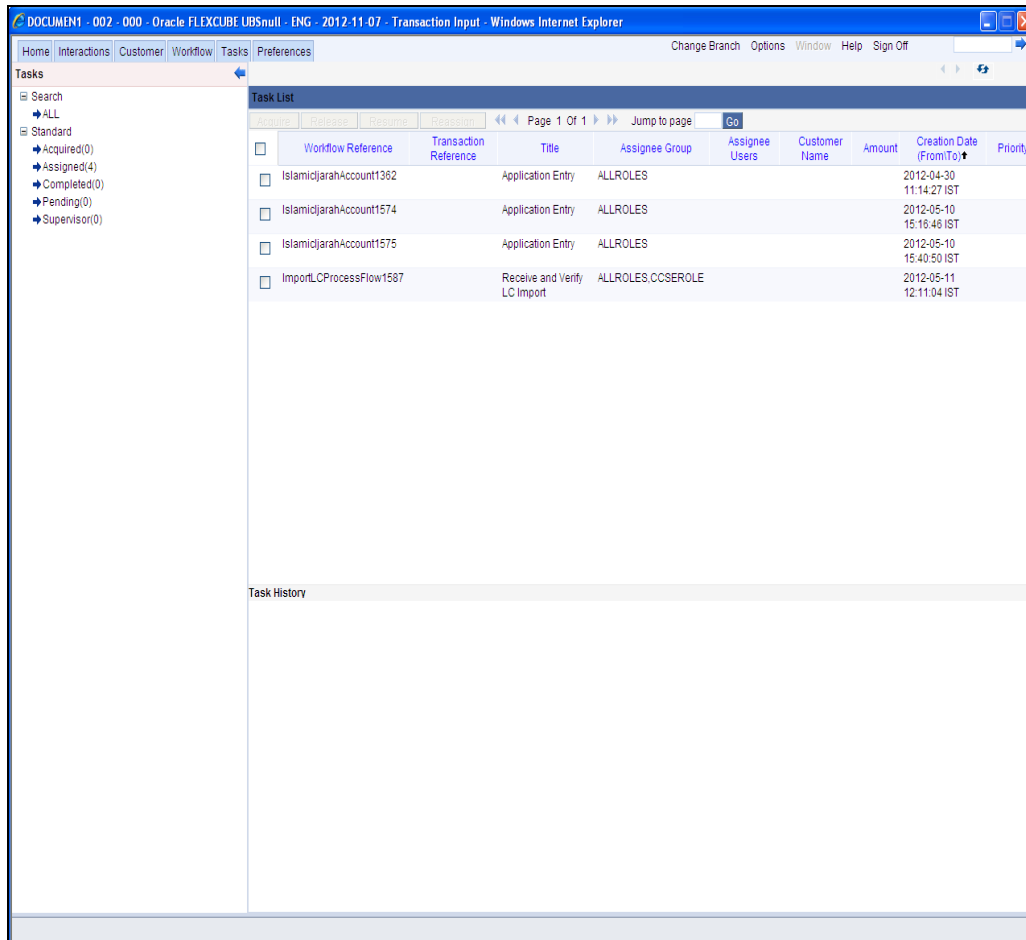 DOCUMENT1 - 002 - 000 - Oracle FLEXCUBE UBSnull - ENG - 2012-11-07 - Transaction Input - Windows Internet Explorer
Home Interactions Customer Workflow Tasks Preferences
Change Branch Options Window Help Sign Off
Tasks
Search
ALL
Standard
Acquired(0)
Assigned(4)
Completed(0)
Pending(0)
Supervisor(0)
Task List
Acquire Release Resume Reassign Page 1 Of 1 Jump to page Go
Workflow Reference Transaction Reference Title Assignee Group Assignee Users Customer Name Amount Creation Date (From\To) Priority
IslamicIjarahAccount1362 Application Entry ALLROLES 2012-04-30
11:14:27 IST
IslamicIjarahAccount1574 Application Entry ALLROLES 2012-05-10
15:16:46 IST
IslamicIjarahAccount1575 Application Entry ALLROLES 2012-05-10
15:40:50 IST
ImportLCProcessFlow1587 Receive and Verify ALLROLES,CCSEROLE 2012-05-11
LC Import 12:11:04 IST
Task History